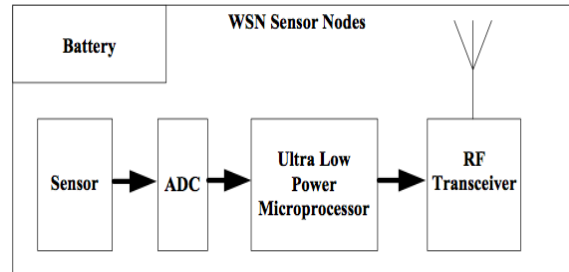 WSN Sensor Nodes
Battery
Sensor
ADC
Ultra Low
Power
Microprocessor
RF
Transceiver